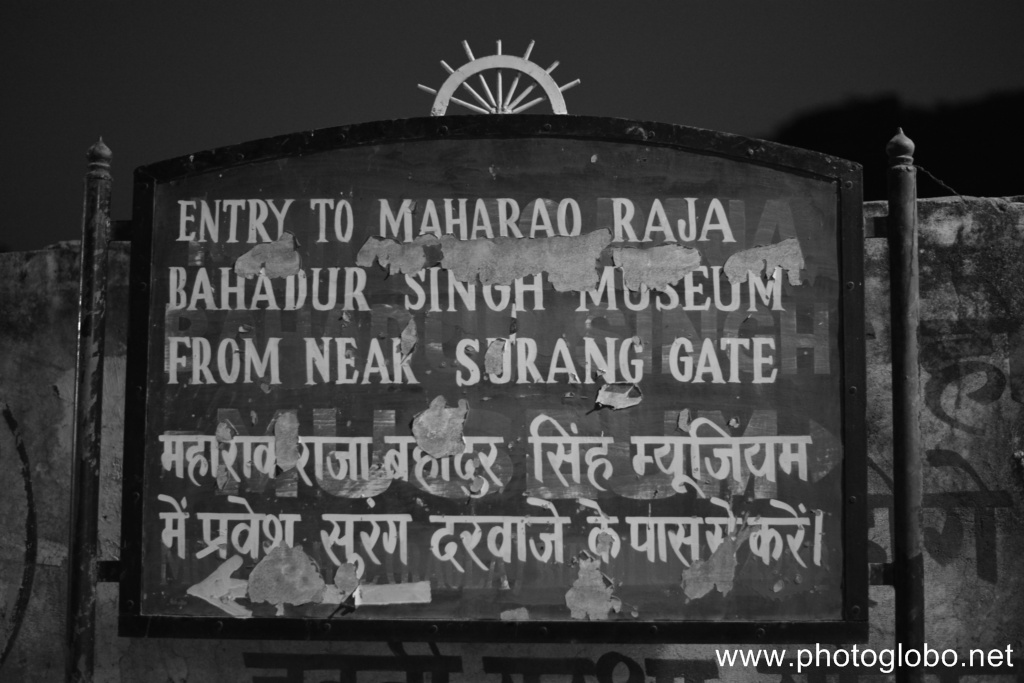 ENTRY TO MAHARAO RAJA
BAHADUR SINGH MUSEUM
FROM NEAR SURANG GATE
महाराव राजा बहादुर सिंह म्यूजियम
में प्रवेश सुरंग दरवाजे के पास से करें।
www.photoglobo.net